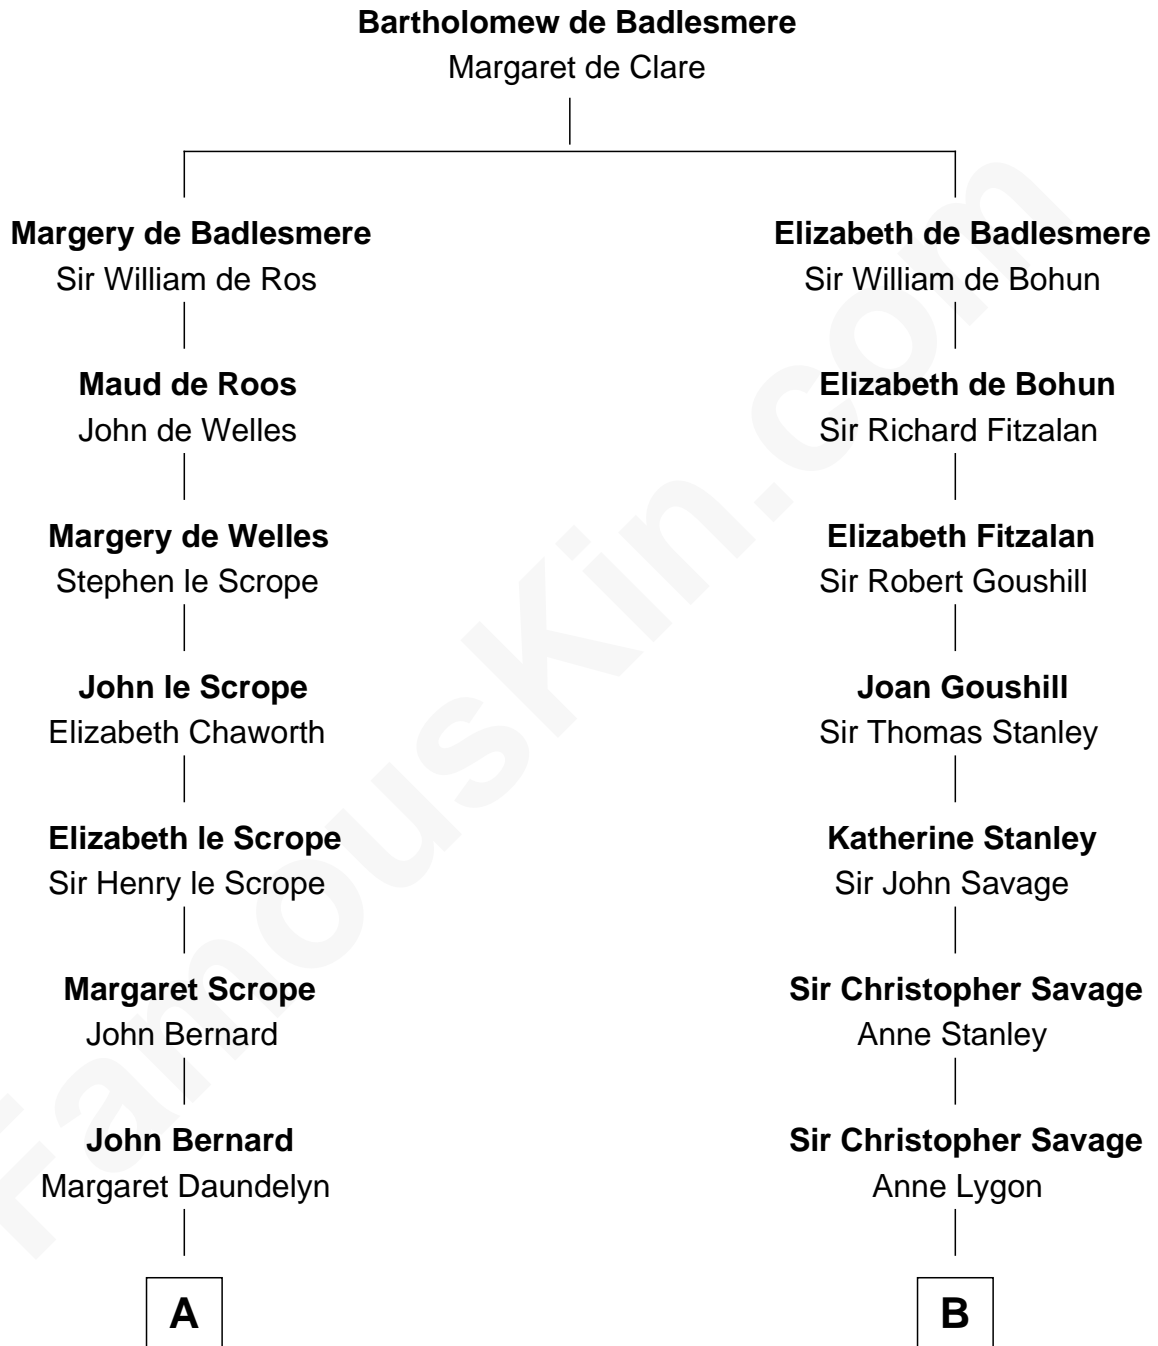 Bartholomew de Badlesmere
Margaret de Clare
Margery de Badlesmere
Sir William de Ros
Elizabeth de Badlesmere
Sir William de Bohun
Maud de Roos
John de Welles
Elizabeth de Bohun
Sir Richard Fitzalan
Margery de Welles
Stephen le Scrope
Elizabeth Fitzalan
Sir Robert Goushill
John le Scrope
Elizabeth Chaworth
Joan Goushill
Sir Thomas Stanley
Elizabeth le Scrope
Sir Henry le Scrope
Katherine Stanley
Sir John Savage
Margaret Scrope
John Bernard
Sir Christopher Savage
Anne Stanley
John Bernard
Margaret Daundelyn
Sir Christopher Savage
Anne Lygon
A
B
FamousKin.com